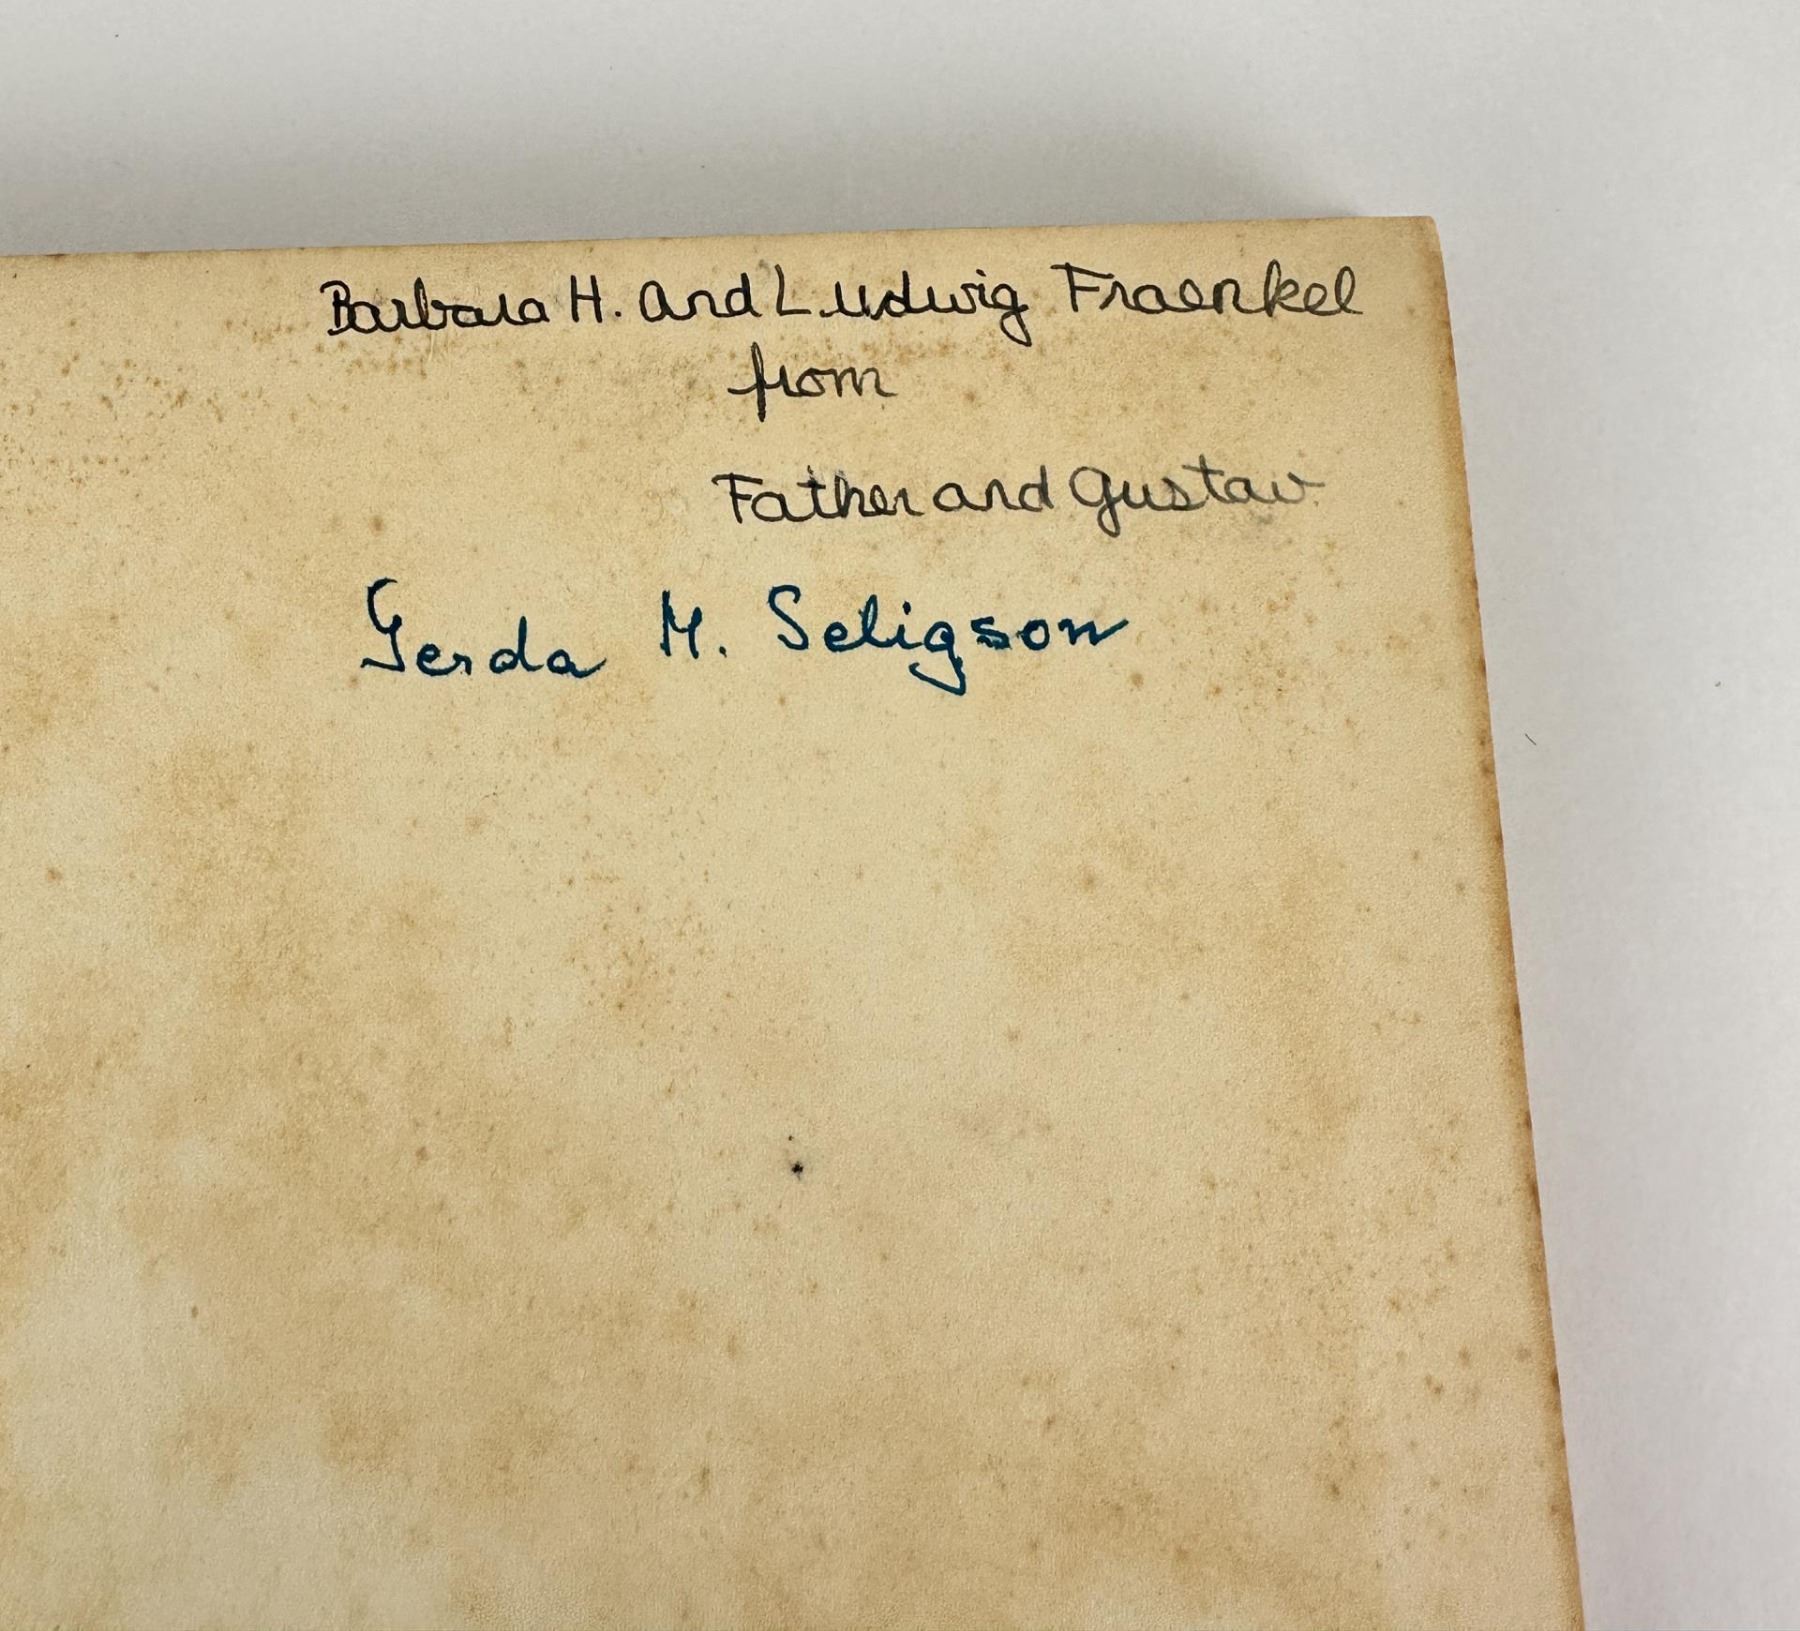 Barbara H. and Ludwig Fraenkel
from
Father and Gustav
Gerda M. Seligson